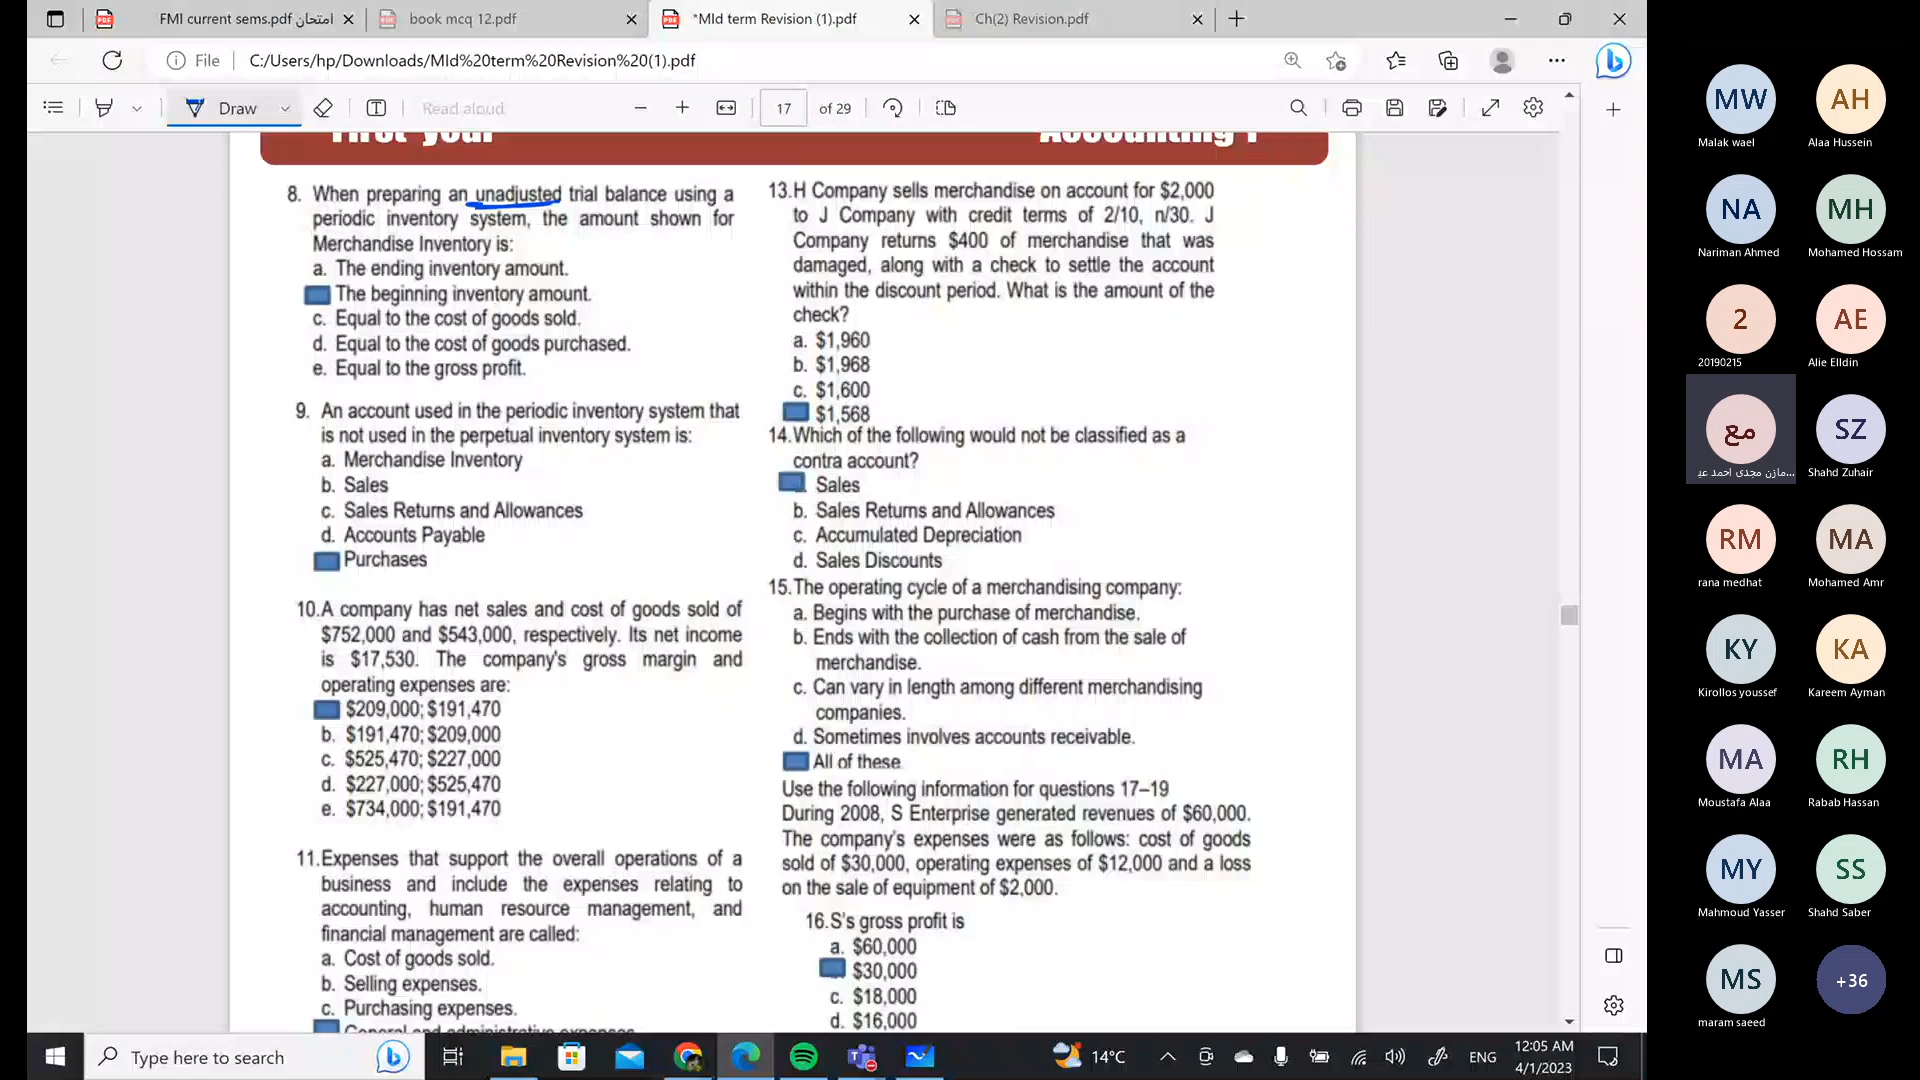 FMI current sems.pdf امتحان
book mcq 12.pdf
*MId term Revision (1).pdf
Ch(2) Revision.pdf
File
C:/Users/hp/Downloads/MId%20term%20Revision%20(1).pdf
Draw
Read aloud
17
of 29
First year
Accounting 1
8. When preparing an unadjusted trial balance using a
periodic inventory system, the amount shown for
Merchandise Inventory is:
a. The ending inventory amount.
The beginning inventory amount.
c. Equal to the cost of goods sold.
d. Equal to the cost of goods purchased.
e. Equal to the gross profit.
9. An account used in the periodic inventory system that
is not used in the perpetual inventory system is:
a. Merchandise Inventory
b. Sales
c. Sales Returns and Allowances
d. Accounts Payable
Purchases
10.A company has net sales and cost of goods sold of
$752,000 and $543,000, respectively. Its net income
is $17,530. The company's gross margin and
operating expenses are:
$209,000; $191,470
b. $191,470; $209,000
c. $525,470; $227,000
d. $227,000; $525,470
e. $734,000; $191,470
11.Expenses that support the overall operations of a
business and include the expenses relating to
accounting, human resource management, and
financial management are called:
a. Cost of goods sold.
b. Selling expenses.
c. Purchasing expenses.
General and administrative expenses
13.H Company sells merchandise on account for $2,000
to J Company with credit terms of 2/10, n/30. J
Company returns $400 of merchandise that was
damaged, along with a check to settle the account
within the discount period. What is the amount of the
check?
a. $1,960
b. $1,968
c. $1,600
$1,568
14.Which of the following would not be classified as a
contra account?
Sales
b. Sales Returns and Allowances
c. Accumulated Depreciation
d. Sales Discounts
15.The operating cycle of a merchandising company:
a. Begins with the purchase of merchandise.
b. Ends with the collection of cash from the sale of
merchandise.
c. Can vary in length among different merchandising
companies.
d. Sometimes involves accounts receivable.
All of these
Use the following information for questions 17–19
During 2008, S Enterprise generated revenues of $60,000.
The company's expenses were as follows: cost of goods
sold of $30,000, operating expenses of $12,000 and a loss
on the sale of equipment of $2,000.
16.S's gross profit is
a. $60,000
$30,000
c. $18,000
d. $16,000
Type here to search
14°C
ENG
12:05 AM
4/1/2023
MW
Malak wael
AH
Alaa Hussein
NA
Nariman Ahmed
MH
Mohamed Hossam
2
20190215
AE
Alie Elldin
مع
مازن مجدى احمد عبد...
SZ
Shahd Zuhair
RM
rana medhat
MA
Mohamed Amr
KY
Kirollos youssef
KA
Kareem Ayman
MA
Moustafa Alaa
RH
Rabab Hassan
MY
Mahmoud Yasser
SS
Shahd Saber
MS
maram saeed
+36